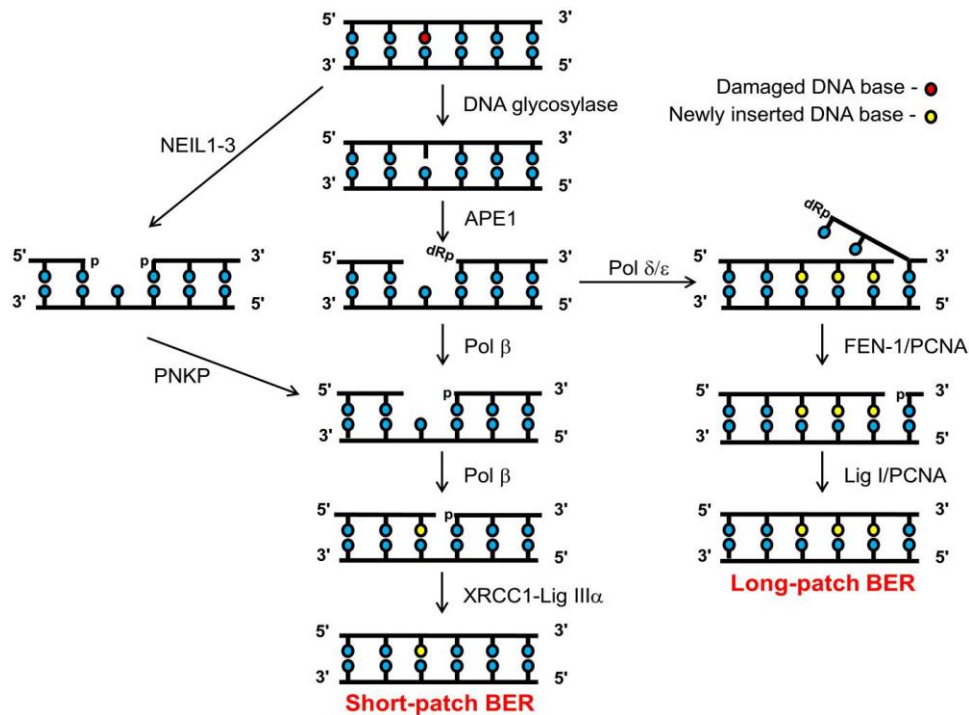 5' 3'
3' 5'
Damaged DNA base -
Newly inserted DNA base -
DNA glycosylase
NEIL1-3
5' 3'
3' 5'
APE1
dRp
5' p p 3'
3' 5'
5' dRp 3'
3' 5'
Pol δ/ε
5' 3'
3' 5'
Pol β
FEN-1/PCNA
PNKP
5' p 3'
3' 5'
5' p 3'
3' 5'
Pol β
Lig I/PCNA
5' p 3'
3' 5'
5' 3'
3' 5'
Long-patch BER
XRCC1-Lig IIIα
5' 3'
3' 5'
Short-patch BER